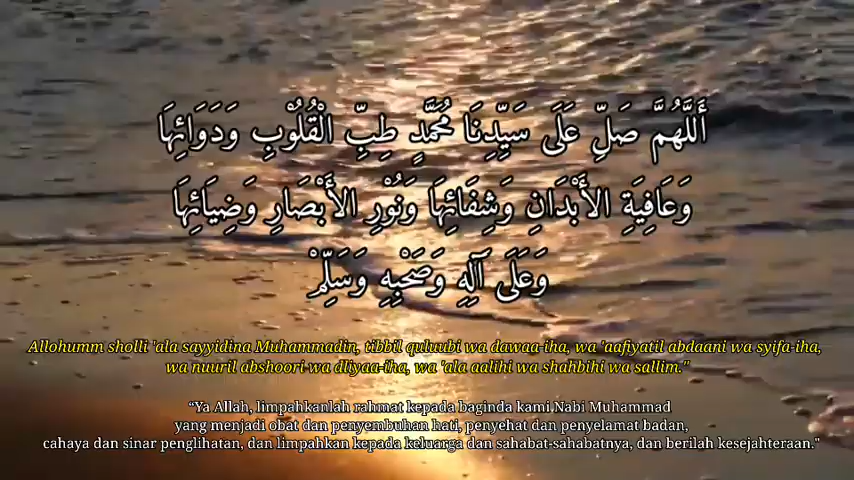 أَللَّهُمَّ صَلِّ عَلَى سَيِّدِنَا مُحَمَّدٍ طِبِّ الْقُلُوْبِ وَدَوَائِهَا
وَعَافِيَةِ الأَبْدَانِ وَشِفَائِهَا وَنُوْرِ الأَبْصَارِ وَضِيَائِهَا
وَعَلَى آلِهِ وَصَحْبِهِ وَسَلِّمْ
Allohumm sholli 'ala sayyidina Muhammadin, tibbil quluubi wa dawaa-iha, wa 'aafiyatil abdaani wa syifa-iha,
wa nuuril abshoori wa dliyaa-iha, wa 'ala aalihi wa shahbihi wa sallim."
“Ya Allah, limpahkanlah rahmat kepada baginda kami.Nabi Muhammad
yang menjadi obat dan penyembuhan hati, penyehat dan penyelamat badan,
cahaya dan sinar penglihatan, dan limpahkan kepada keluarga dan sahabat-sahabatnya, dan berilah kesejahteraan."